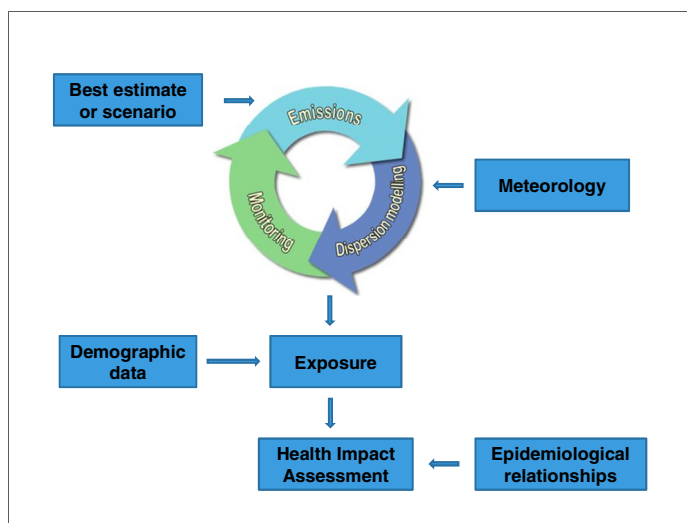 Best estimate
or scenario
Emissions
Dispersion modelling
Monitoring
Meteorology
Demographic
data
Exposure
Health Impact
Assessment
Epidemiological
relationships